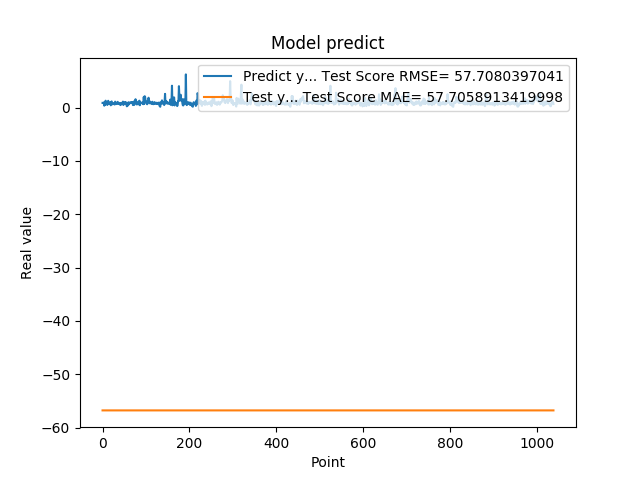 Model predict
Predict y... Test Score RMSE= 57.7080397041
Test y... Test Score MAE= 57.7058913419998
Real value
0
−10
−20
−30
−40
−50
−60
0 200 400 600 800 1000
Point